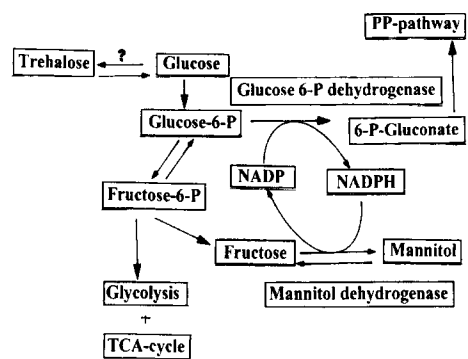 PP-pathway
?
Trehalose
Glucose
Glucose 6-P dehydrogenase
Glucose-6-P
6-P-Gluconate
NADP
NADPH
Fructose-6-P
Fructose
Mannitol
Glycolysis
Mannitol dehydrogenase
+
TCA-cycle